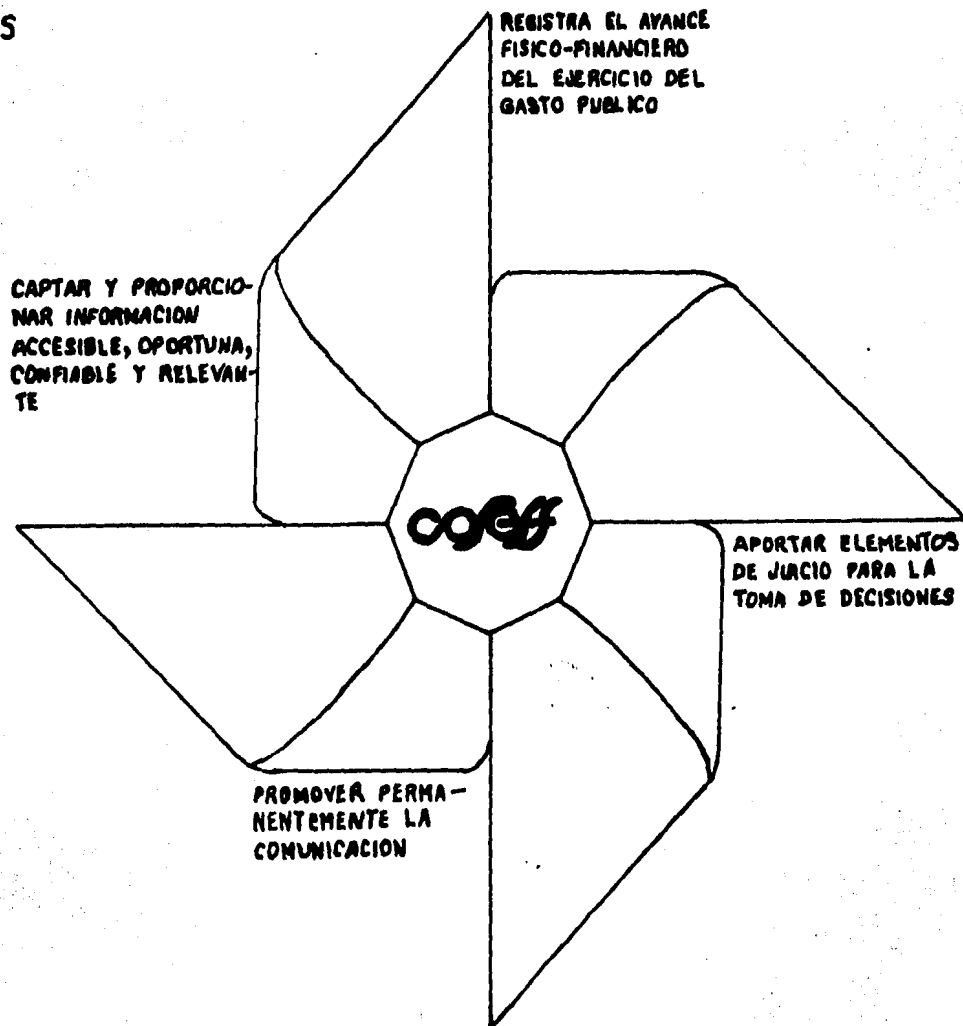 S
REGISTRA EL AVANCE
FISICO-FINANCIERO
DEL EJERCICIO DEL
GASTO PUBLICO
CAPTAR Y PROPORCIO-
NAR INFORMACION
ACCESIBLE, OPORTUNA,
CONFIABLE Y RELEVAN-
TE
coeff
APORTAR ELEMENTOS
DE JUICIO PARA LA
TOMA DE DECISIONES
PROMOVER PERMA-
NENTEMENTE LA
COMUNICACION